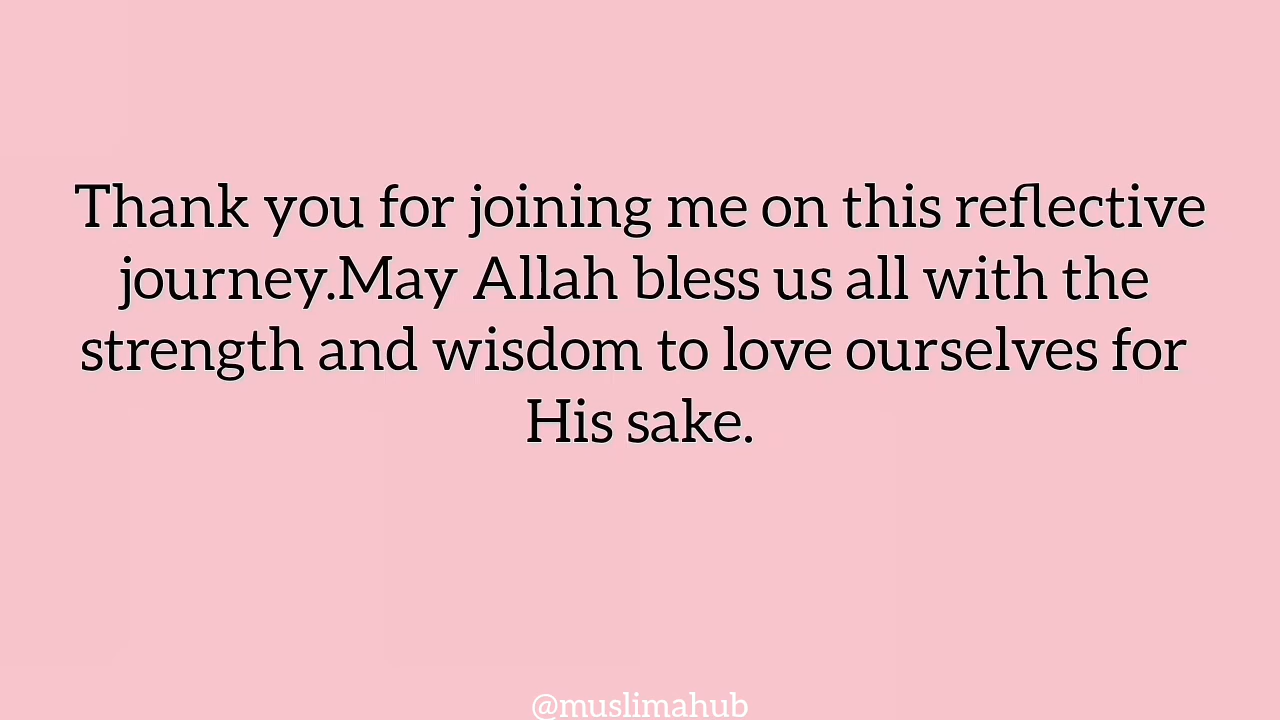 Thank you for joining me on this reflective
journey.May Allah bless us all with the
strength and wisdom to love ourselves for
His sake.
@muslimahub